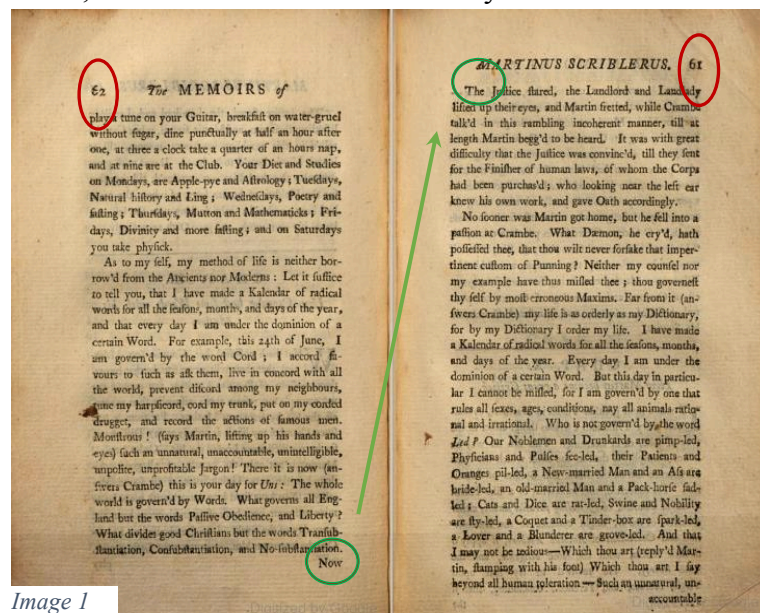 62 The MEMOIRS of
play a tune on your Guitar, breakfaſt on water-gruel
without ſugar, dine punctually at half an hour after
one, at three a clock take a quarter of an hours nap,
and at nine are at the Club. Your Diet and Studies
on Mondays, are Apple-pye and Aſtrology; Tueſdays,
Natural hiſtory and Ling; Wedneſdays, Poetry and
faſting; Thurſdays, Mutton and Mathematicks; Fri-
days, Divinity and more faſting; and on Saturdays
you take phyſick.
As to my ſelf, my method of life is neither bor-
row'd from the Ancients nor Moderns: Let it ſuffice
to tell you, that I have made a Kalendar of radical
words for all the ſeaſons, months, and days of the year,
and that every day I am under the dominion of a
certain Word. For example, this 24th of June, I
am govern'd by the word Cord; I accord fa-
vours to ſuch as aſk them, live in concord with all
the world, prevent diſcord among my neighbours,
tune my harpſicord, cord my trunk, put on my corded
drugget, and record the actions of famous men.
Monſtrous! (ſays Martin, lifting up his hands and
eyes) ſuch an unnatural, unaccountable, unintelligible,
unpolite, unprofitable Jargon! There it is now (an-
ſwers Crambe) this is your day for Uns: The whole
world is govern'd by Words. What governs all Eng-
land but the words Paſſive Obedience, and Liberty?
What divides good Chriſtians but the words Tranſub-
ſtantiation, Conſubſtantiation, and No-ſubſtantiation.
Now
MARTINUS SCRIBLERUS. 61
The Juſtice ſtared, the Landlord and Landlady
lifted up their eyes, and Martin fretted, while Crambe
talk'd in this rambling incoherent manner, till at
length Martin begg'd to be heard. It was with great
difficulty that the Juſtice was convinc'd, till they ſent
for the Finiſher of human laws, of whom the Corps
had been purchas'd; who looking near the left ear
knew his own work, and gave Oath accordingly.
No ſooner was Martin got home, but he fell into a
paſſion at Crambe. What Dæmon, he cry'd, hath
poſſeſſed thee, that thou wilt never forſake that imper-
tinent cuſtom of Punning? Neither my counſel nor
my example have thus miſled thee; thou governeſt
thy ſelf by moſt erroneous Maxims. Far from it (an-
ſwers Crambe) my life is as orderly as my Dictionary,
for by my Dictionary I order my life. I have made
a Kalendar of radical words for all the ſeaſons, months,
and days of the year. Every day I am under the
dominion of a certain Word. But this day in particu-
lar I cannot be miſled, for I am govern'd by one that
rules all ſexes, ages, conditions, nay all animals ratio-
nal and irrational. Who is not govern'd by the word
Led? Our Noblemen and Drunkards are pimp-led,
Phyſicians and Pulſes fee-led, their Patients and
Oranges pil-led, a New-married Man and an Aſs are
bride-led, an old-married Man and a Pack-horſe ſad-
led; Cats and Dice are rat-led, Swine and Nobility
are ſty-led, a Coquet and a Tinder-box are ſpark-led,
a Lover and a Blunderer are grove-led. And that
I may not be tedious—Which thou art (reply'd Mar-
tin, ſtamping with his foot) Which thou art I ſay
beyond all human toleration — Such an unnatural, un-
accountable
Image 1